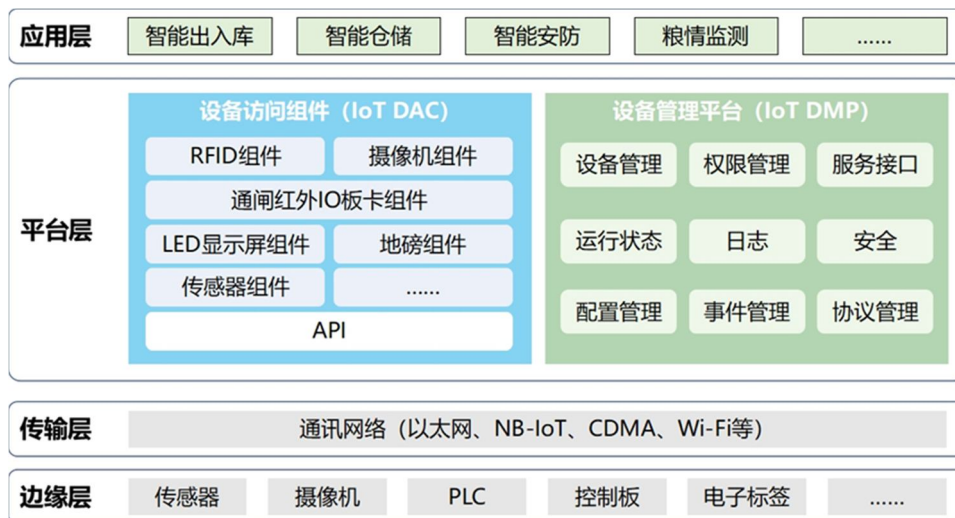 应用层 智能出入库 智能仓储 智能安防 粮情监测 ......
平台层
设备访问组件（IoT DAC）
RFID组件 摄像机组件
通闸红外IO板卡组件
LED显示屏组件 地磅组件
传感器组件 ......
API
设备管理平台（IoT DMP）
设备管理 权限管理 服务接口
运行状态 日志 安全
配置管理 事件管理 协议管理
传输层 通讯网络（以太网、NB-IoT、CDMA、Wi-Fi等）
边缘层 传感器 摄像机 PLC 控制板 电子标签 ......